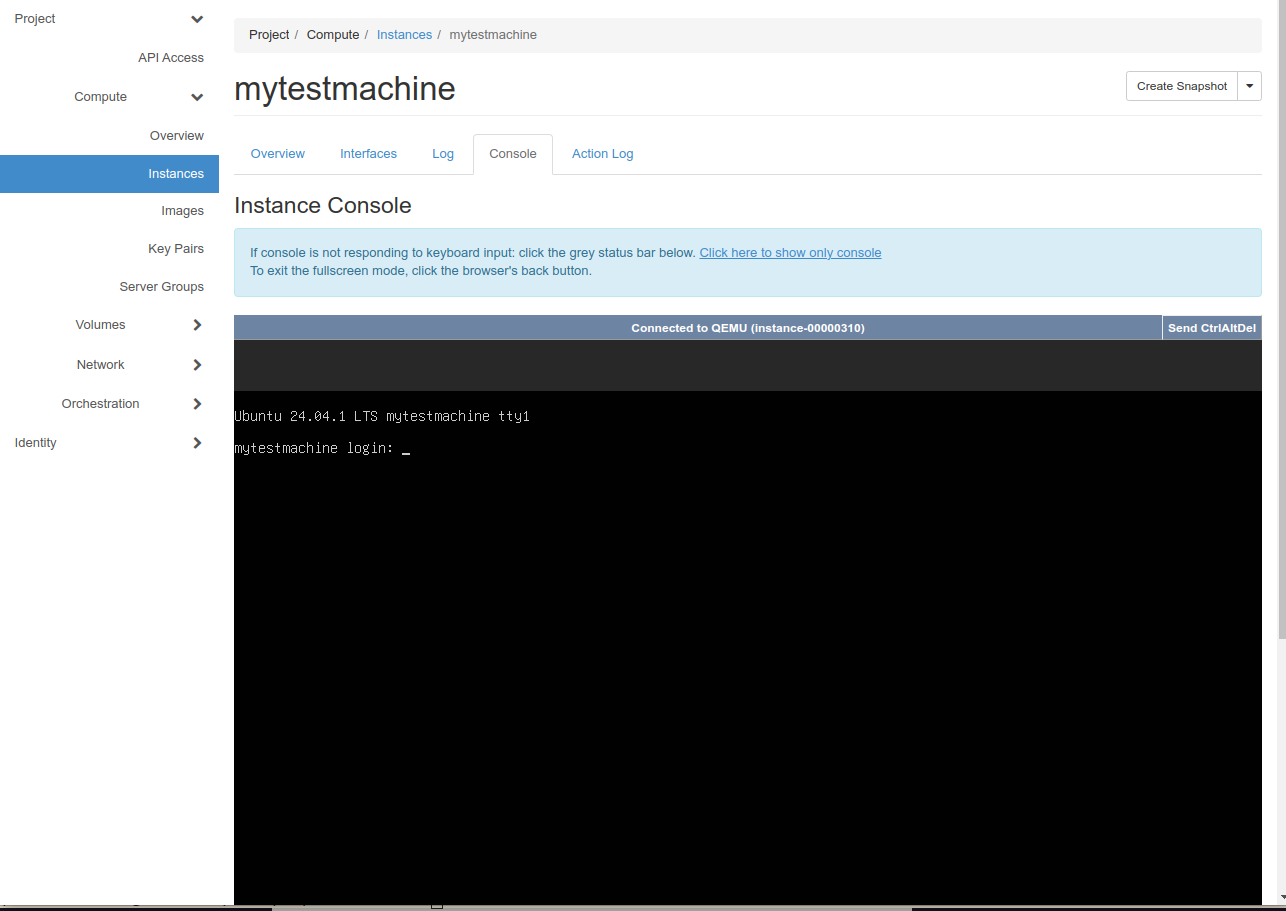 Project
API Access
Compute
Overview
Instances
Images
Key Pairs
Server Groups
Volumes
Network
Orchestration
Identity
Project / Compute / Instances / mytestmachine
mytestmachine
Create Snapshot
Overview Interfaces Log Console Action Log
Instance Console
If console is not responding to keyboard input: click the grey status bar below. Click here to show only console
To exit the fullscreen mode, click the browser's back button.
Connected to QEMU (instance-00000310) Send CtrlAltDel
Ubuntu 24.04.1 LTS mytestmachine tty1
mytestmachine login: _